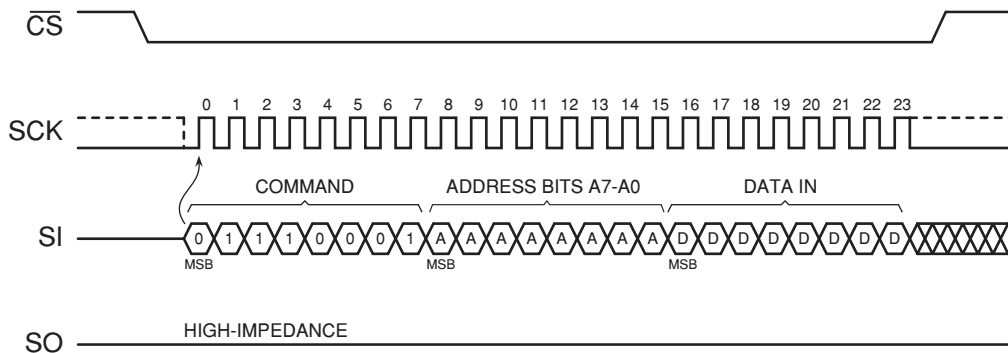 CS
0 1 2 3 4 5 6 7 8 9 10 11 12 13 14 15 16 17 18 19 20 21 22 23
SCK
COMMAND ADDRESS BITS A7-A0 DATA IN
SI 0 1 1 1 0 0 0 1 A A A A A A A A D D D D D D D D
MSB MSB MSB
HIGH-IMPEDANCE
SO